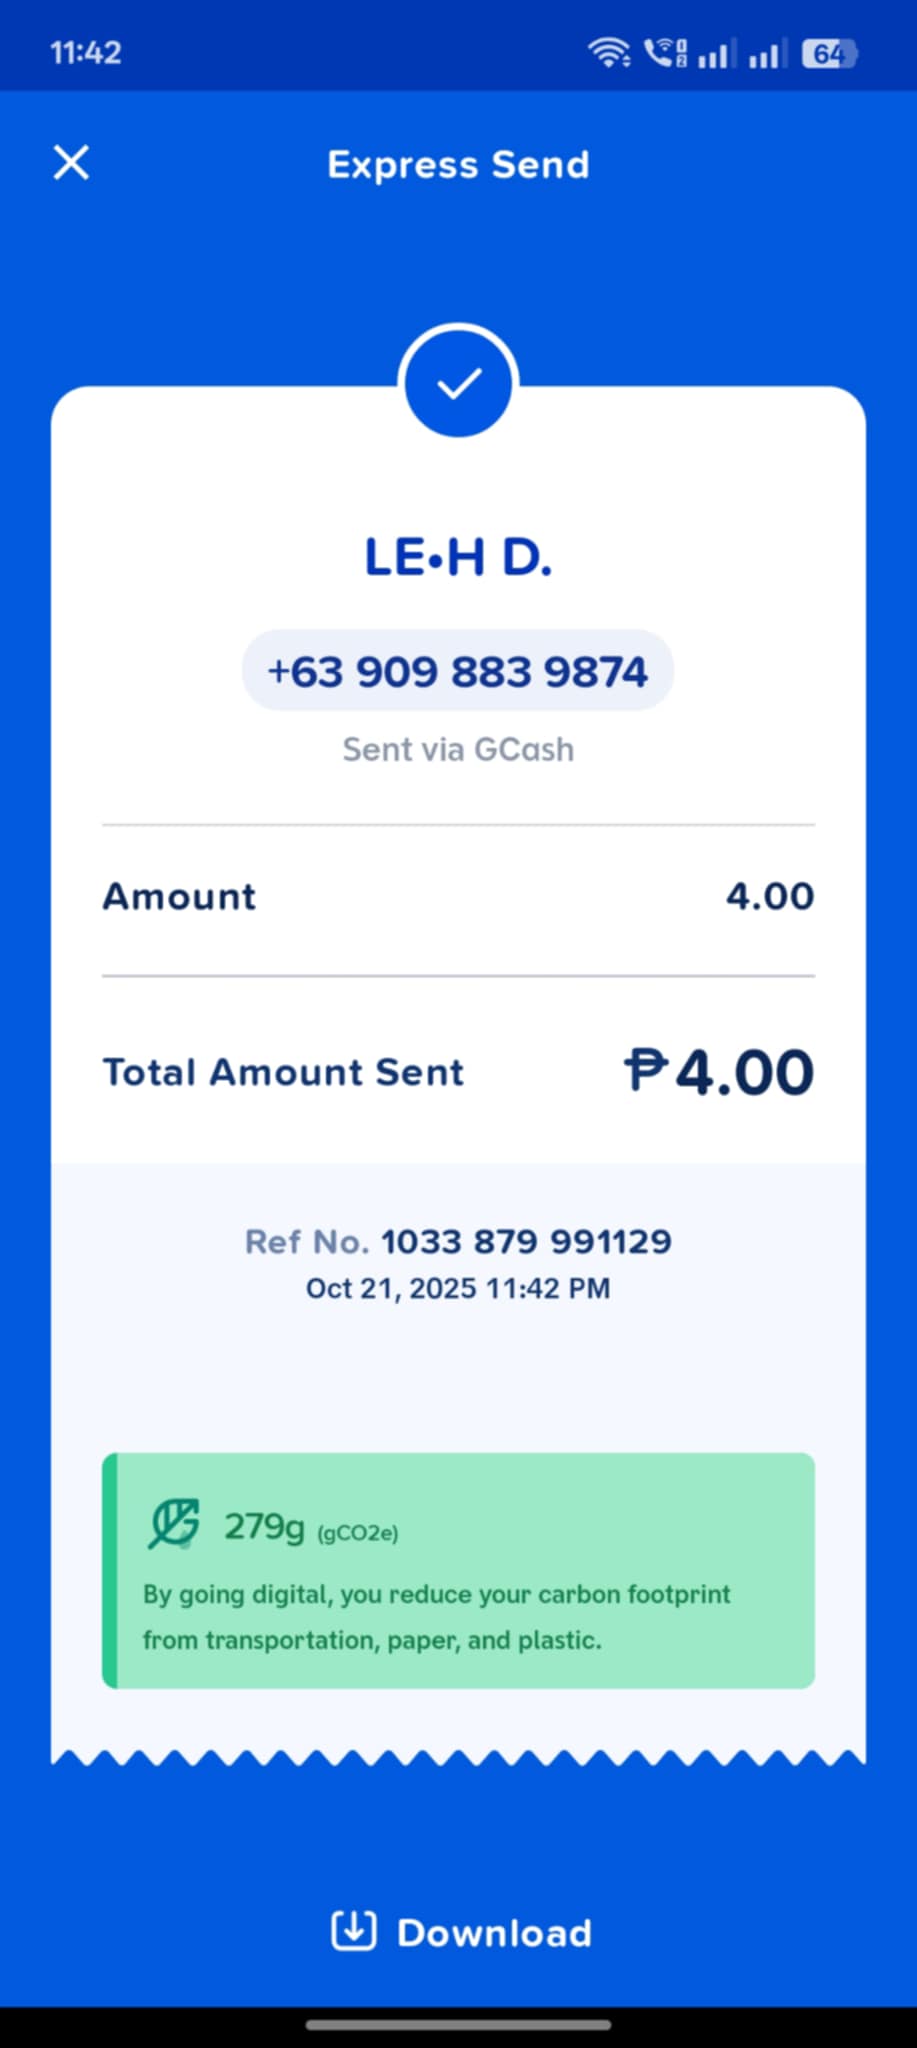 11:42
64
Express Send
LE•H D.
+63 909 883 9874
Sent via GCash
Amount 4.00
Total Amount Sent ₱4.00
Ref No. 1033 879 991129
Oct 21, 2025 11:42 PM
279g (gCO2e)
By going digital, you reduce your carbon footprint
from transportation, paper, and plastic.
Download